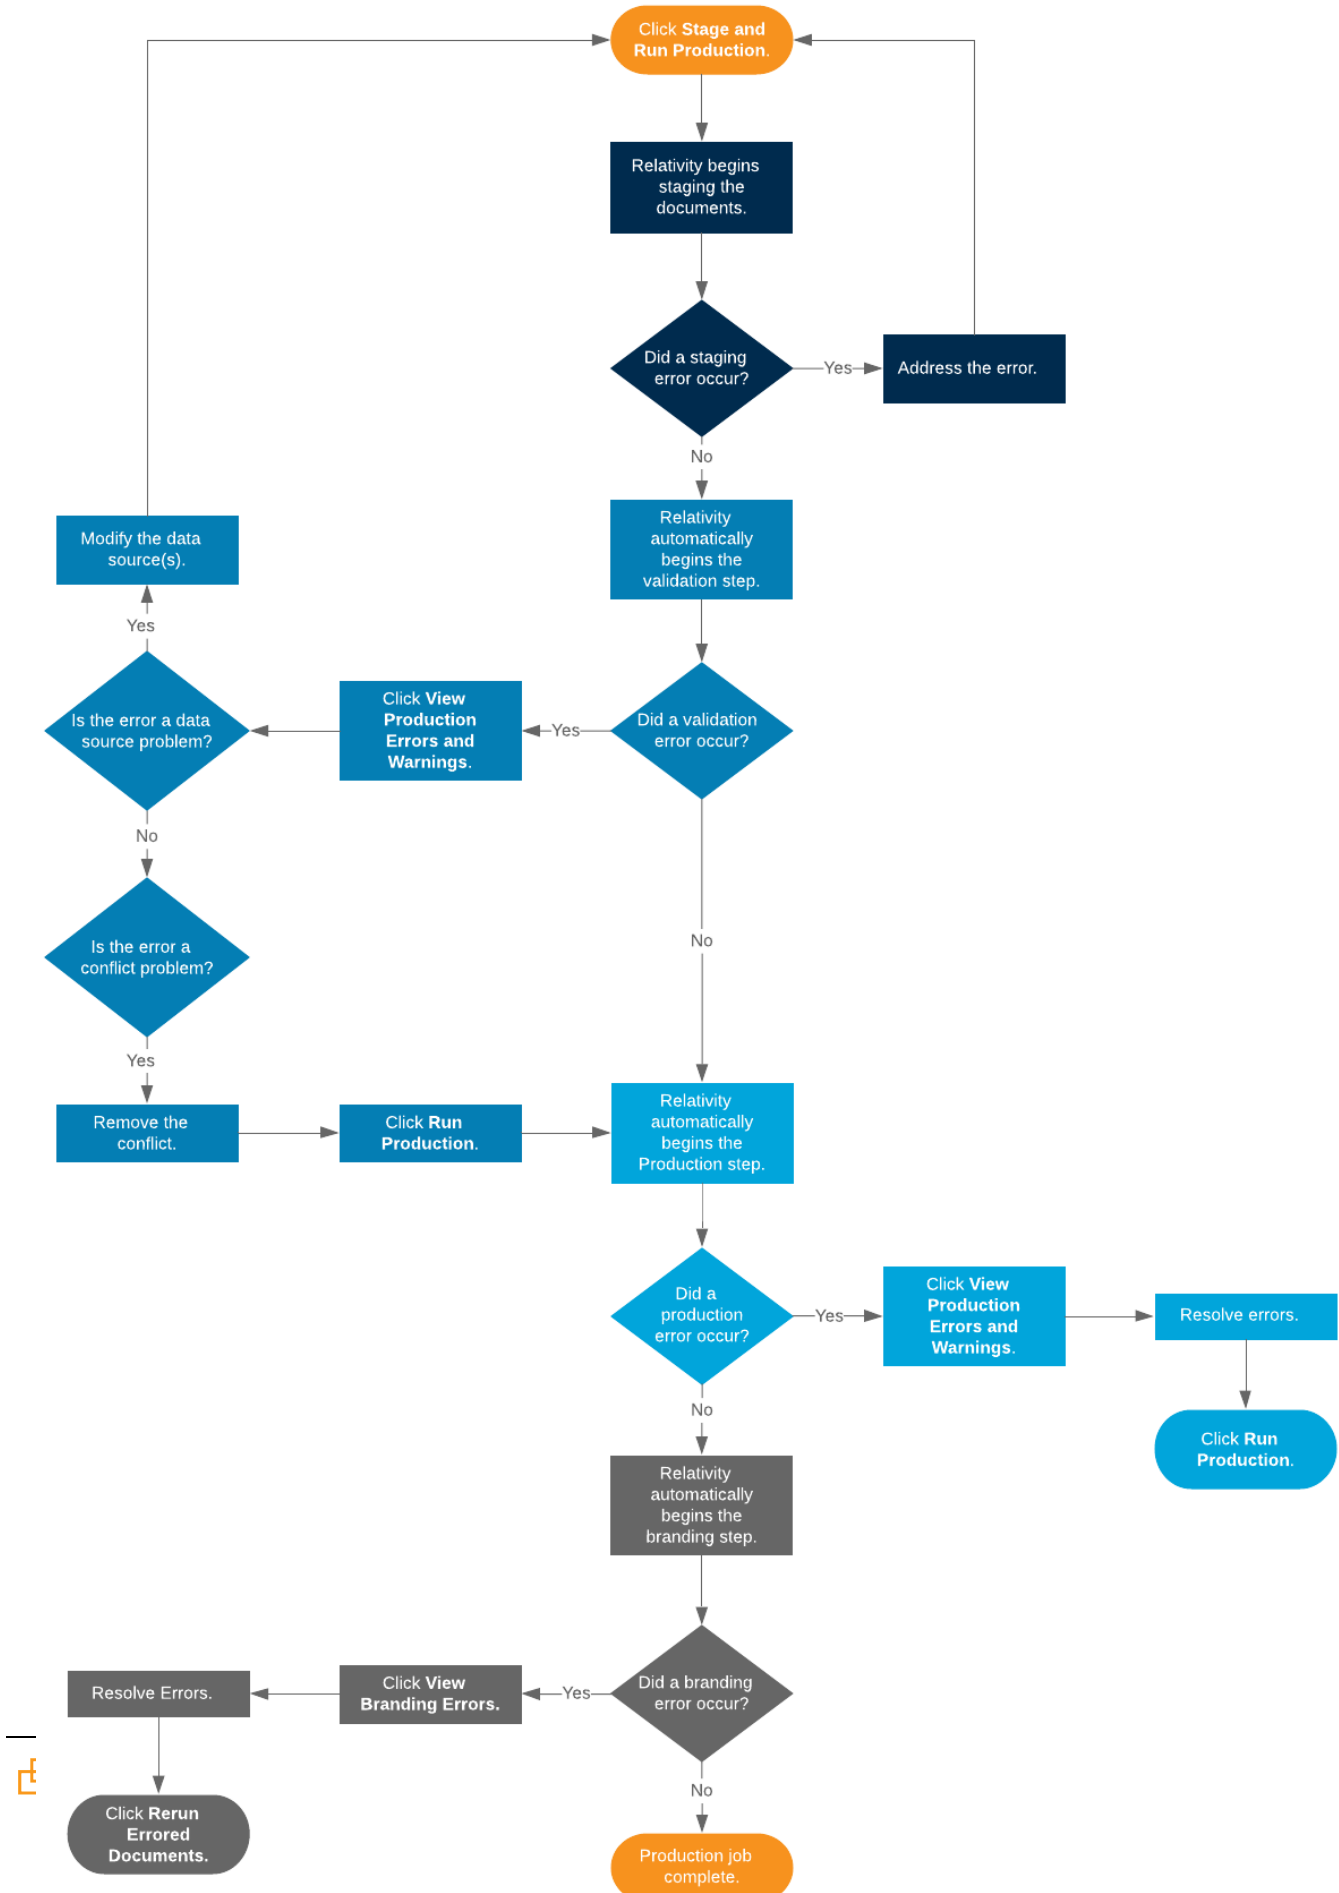 Click Stage and
Run Production.
Relativity begins
staging the
documents.
Did a staging
error occur?
Yes
Address the error.
No
Relativity
automatically
begins the
validation step.
Modify the data
source(s).
Yes
Is the error a data
source problem?
Click View
Production
Errors and
Warnings.
Yes
Did a validation
error occur?
No
Is the error a
conflict problem?
No
Yes
Remove the
conflict.
Click Run
Production.
Relativity
automatically
begins the
Production step.
Did a
production
error occur?
Yes
Click View
Production
Errors and
Warnings.
Resolve errors.
Click Run
Production.
No
Relativity
automatically
begins the
branding step.
Did a branding
error occur?
Yes
Click View
Branding Errors.
Resolve Errors.
Click Rerun
Errored
Documents.
No
Production job
complete.